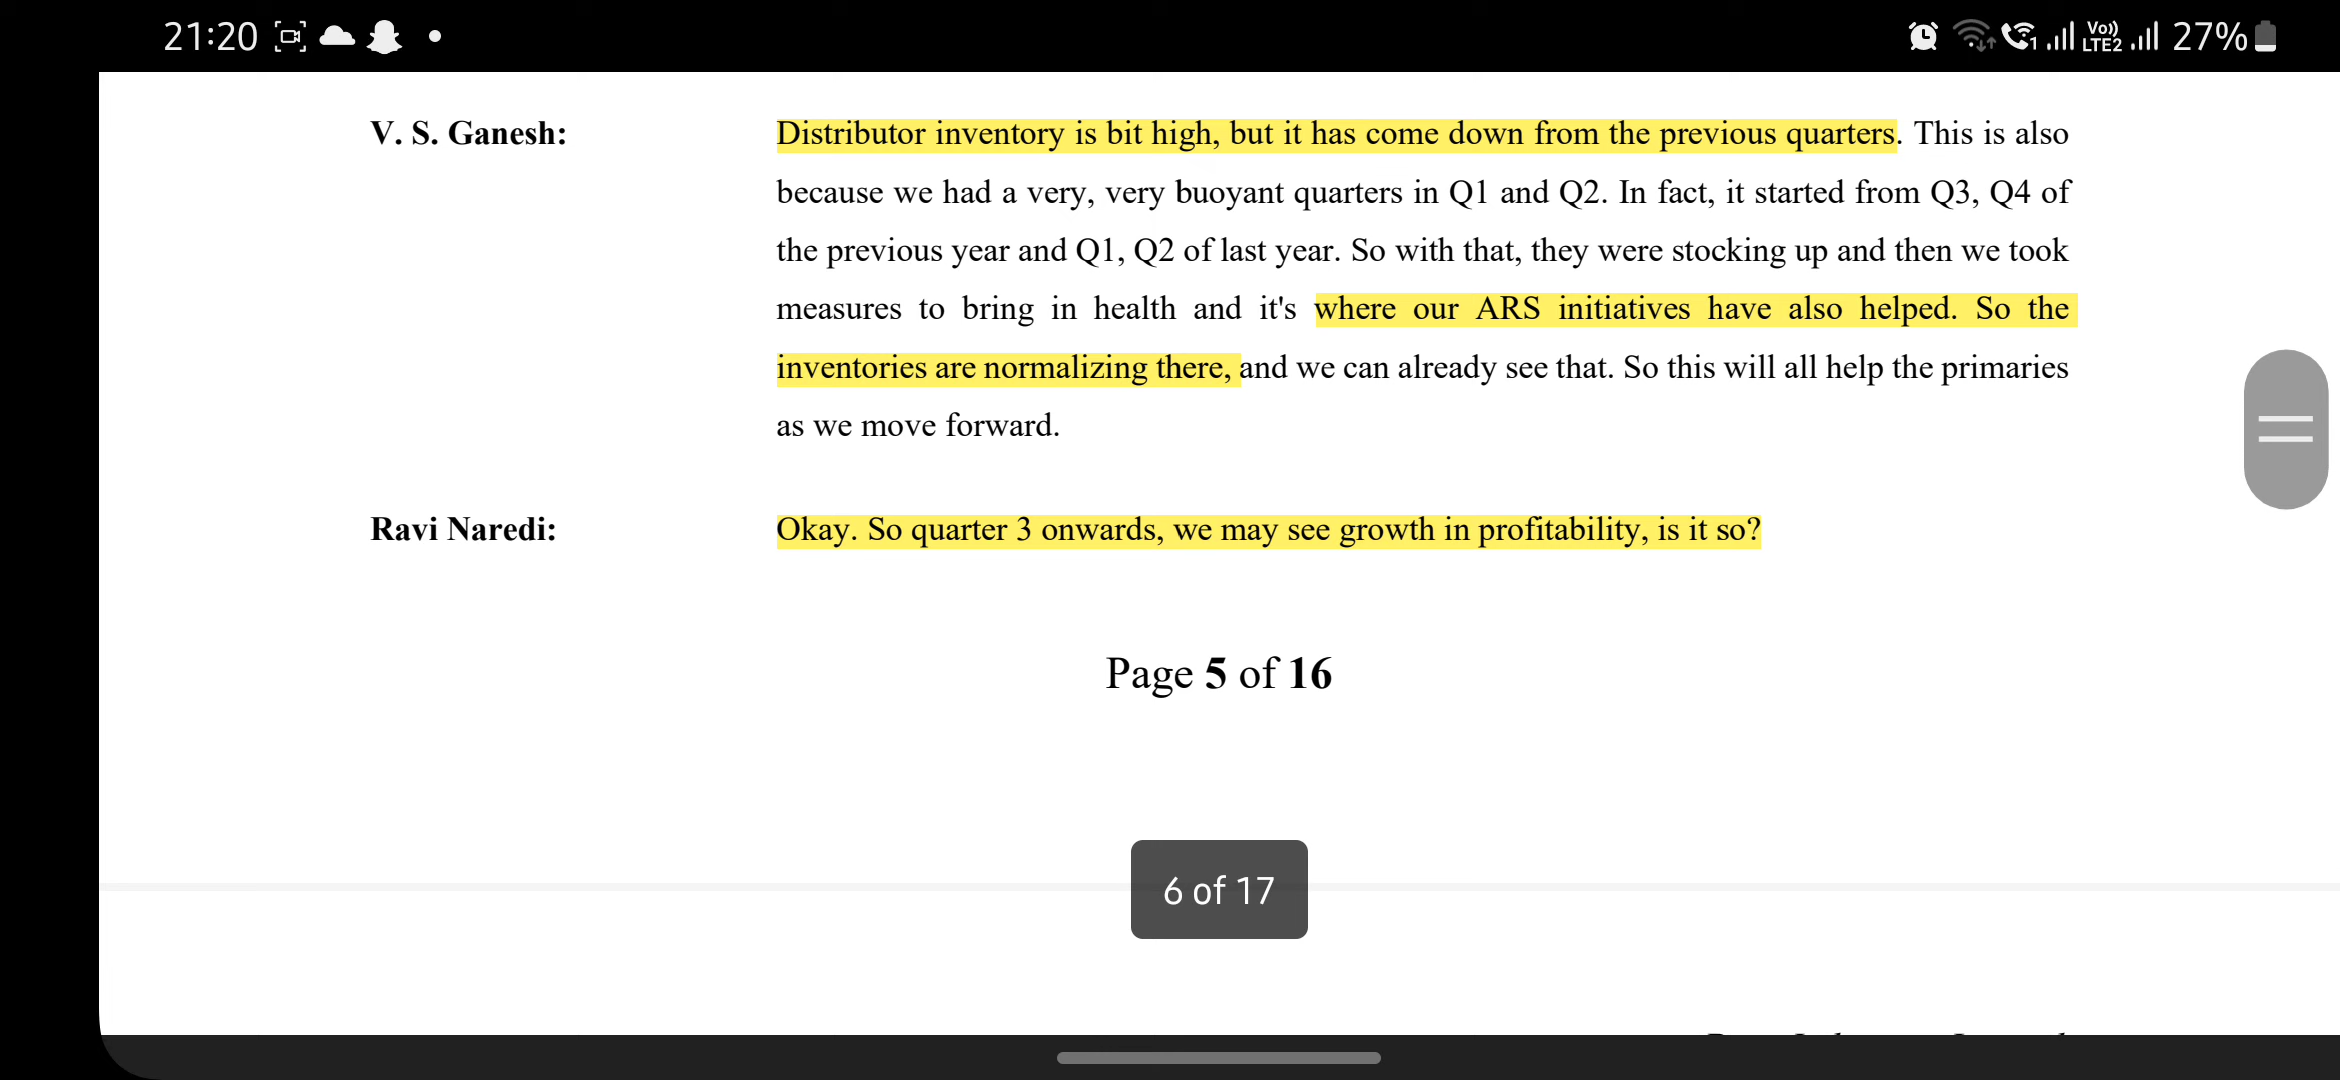 21:20
Vo)) LTE2 27%
V. S. Ganesh: Distributor inventory is bit high, but it has come down from the previous quarters. This is also
because we had a very, very buoyant quarters in Q1 and Q2. In fact, it started from Q3, Q4 of
the previous year and Q1, Q2 of last year. So with that, they were stocking up and then we took
measures to bring in health and it's where our ARS initiatives have also helped. So the
inventories are normalizing there, and we can already see that. So this will all help the primaries
as we move forward.
Ravi Naredi: Okay. So quarter 3 onwards, we may see growth in profitability, is it so?
Page 5 of 16
6 of 17